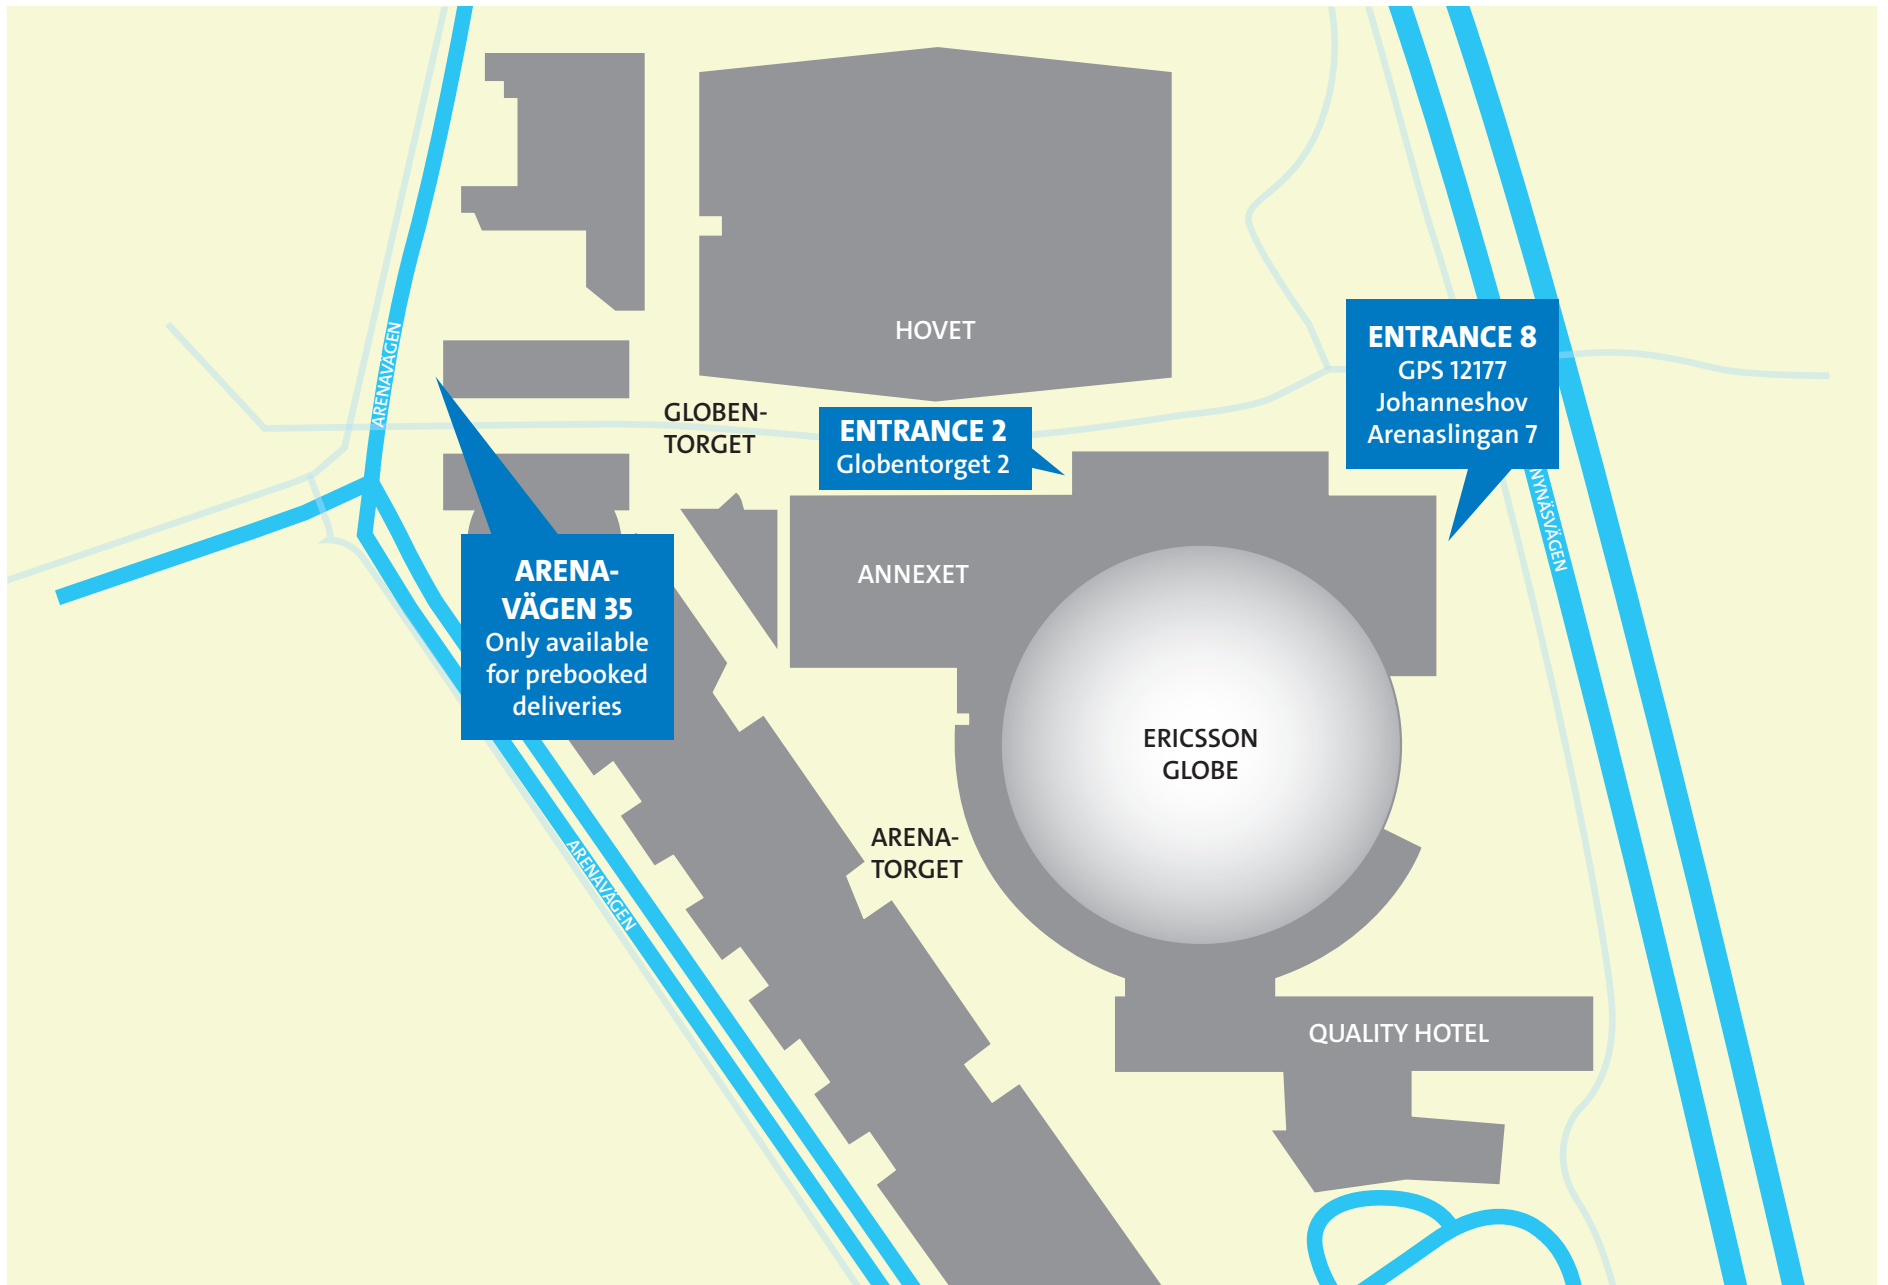 HOVET
ENTRANCE 8
GPS 12177
Johanneshov
Arenaslingan 7
ARENAVÄGEN
GLOBEN-
TORGET
ENTRANCE 2
Globentorget 2
NYNÄSVÄGEN
ARENA-
VÄGEN 35
Only available
for prebooked
deliveries
ANNEXET
ERICSSON
GLOBE
ARENA-
TORGET
ARENAVÄGEN
QUALITY HOTEL